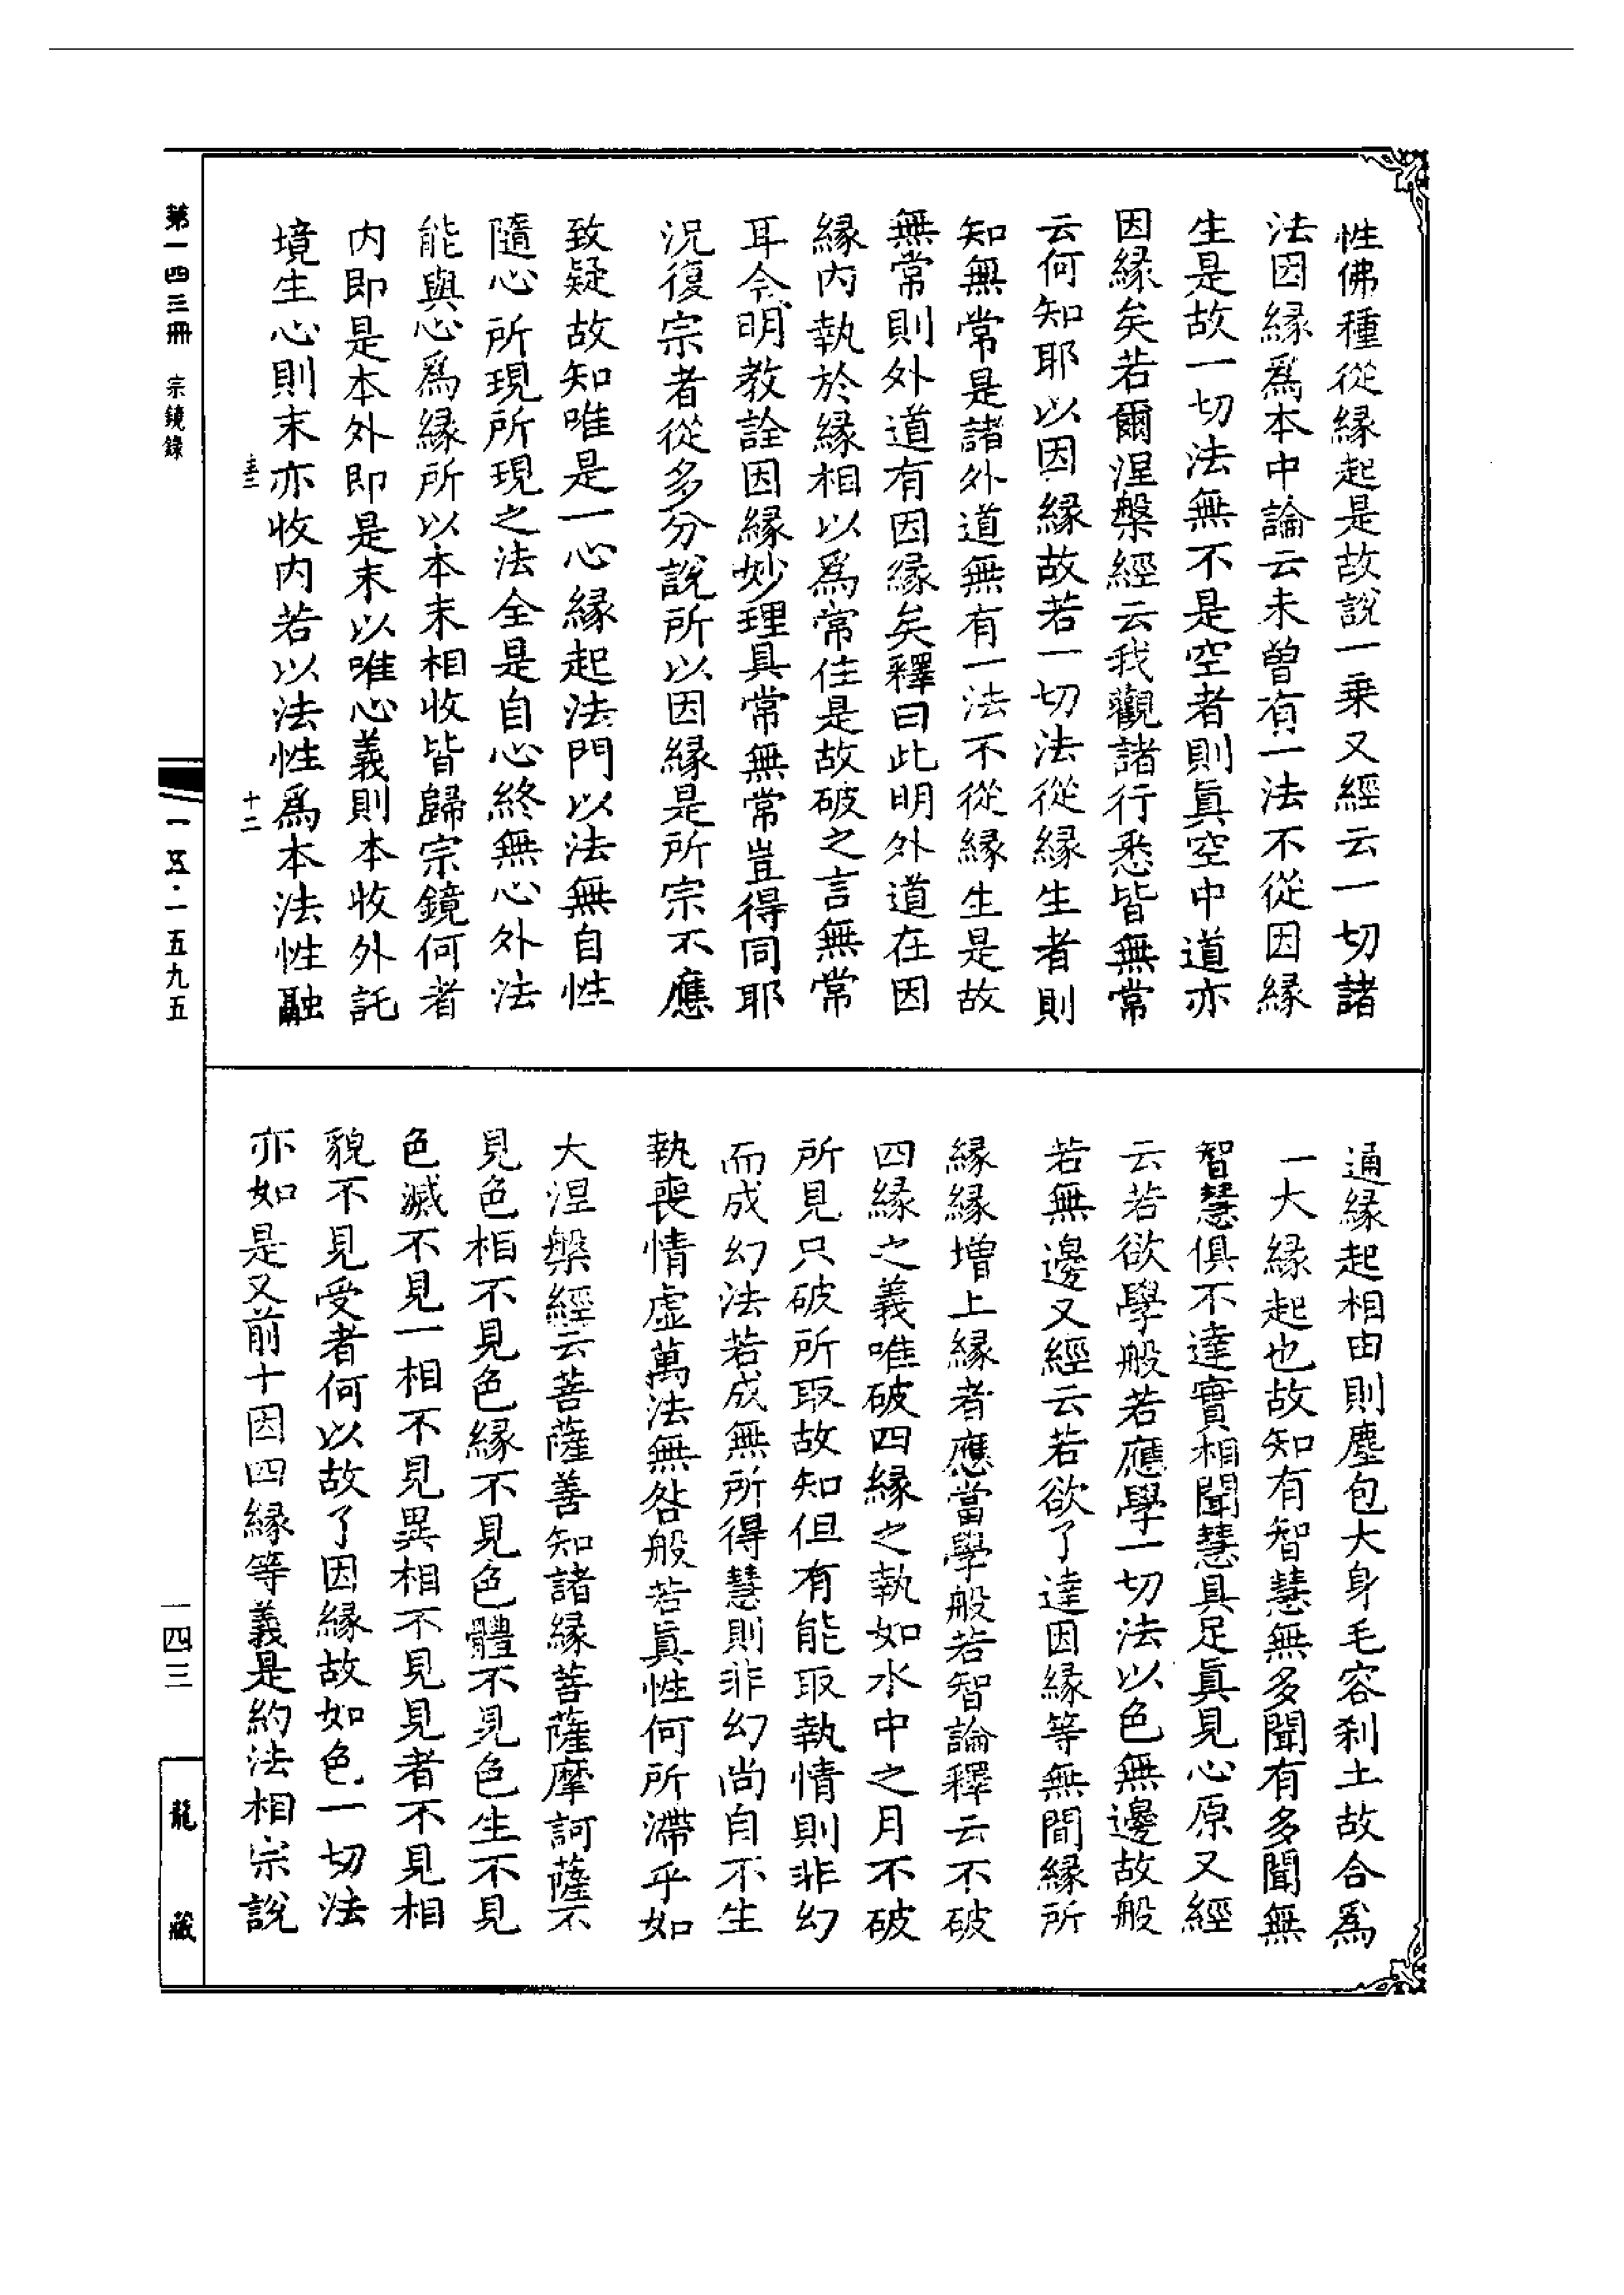 性佛種從緣起是故說一乗又經云一切諸
法因緣爲本中論云未曽有一法不從因緣
生是故一切法無不是空者則眞空中道亦
因緣矣若爾涅槃經云我觀諸行悉皆無常
云何知耶以因緣故若一切法從緣生者則
知無常是諸外道無有一法不從緣生是故
無常則外道有因緣矣釋曰此明外道在因
緣内執於緣相以爲常住是故破之言無常
耳今明教詮因緣妙理具常無常豈得同耶
況復宗者從多分說所以因緣是所宗不應
致疑故知唯是一心緣起法門以法無自性
隨心所現所現之法全是自心終無心外法
能與心爲緣所以本末相收皆歸宗鏡何者
内即是本外即是末以唯心義則本收外託
境生心則末亦收内若以法性爲本法性融
通緣起相由則塵包大身毛容刹土故合爲
一大緣起也故知有智慧無多聞有多聞無
智慧俱不達實相聞慧具足眞見心原又經
云若欲學般若應學一切法以色無邊故般
若無邊又經云若欲了達因緣等無間緣所
緣緣增上緣者應當學般若智論釋云不破
四緣之義唯破四緣之執如水中之月不破
所見只破所取故知但有能取執情則非幻
而成幻法若成無所得慧則非幻尚自不生
執喪情虛萬法無咎般若眞性何所滯乎如
大涅槃經云菩薩善知諸緣菩薩摩訶薩不
見色相不見色緣不見色體不見色生不見
色滅不見一相不見異相不見見者不見相
貌不見受者何以故了因緣故如色一切法
亦如是又前十因四緣等義是約法相宗說
第一四三冊 宗鏡錄
十二
一五·一五九五
一四三
龍藏